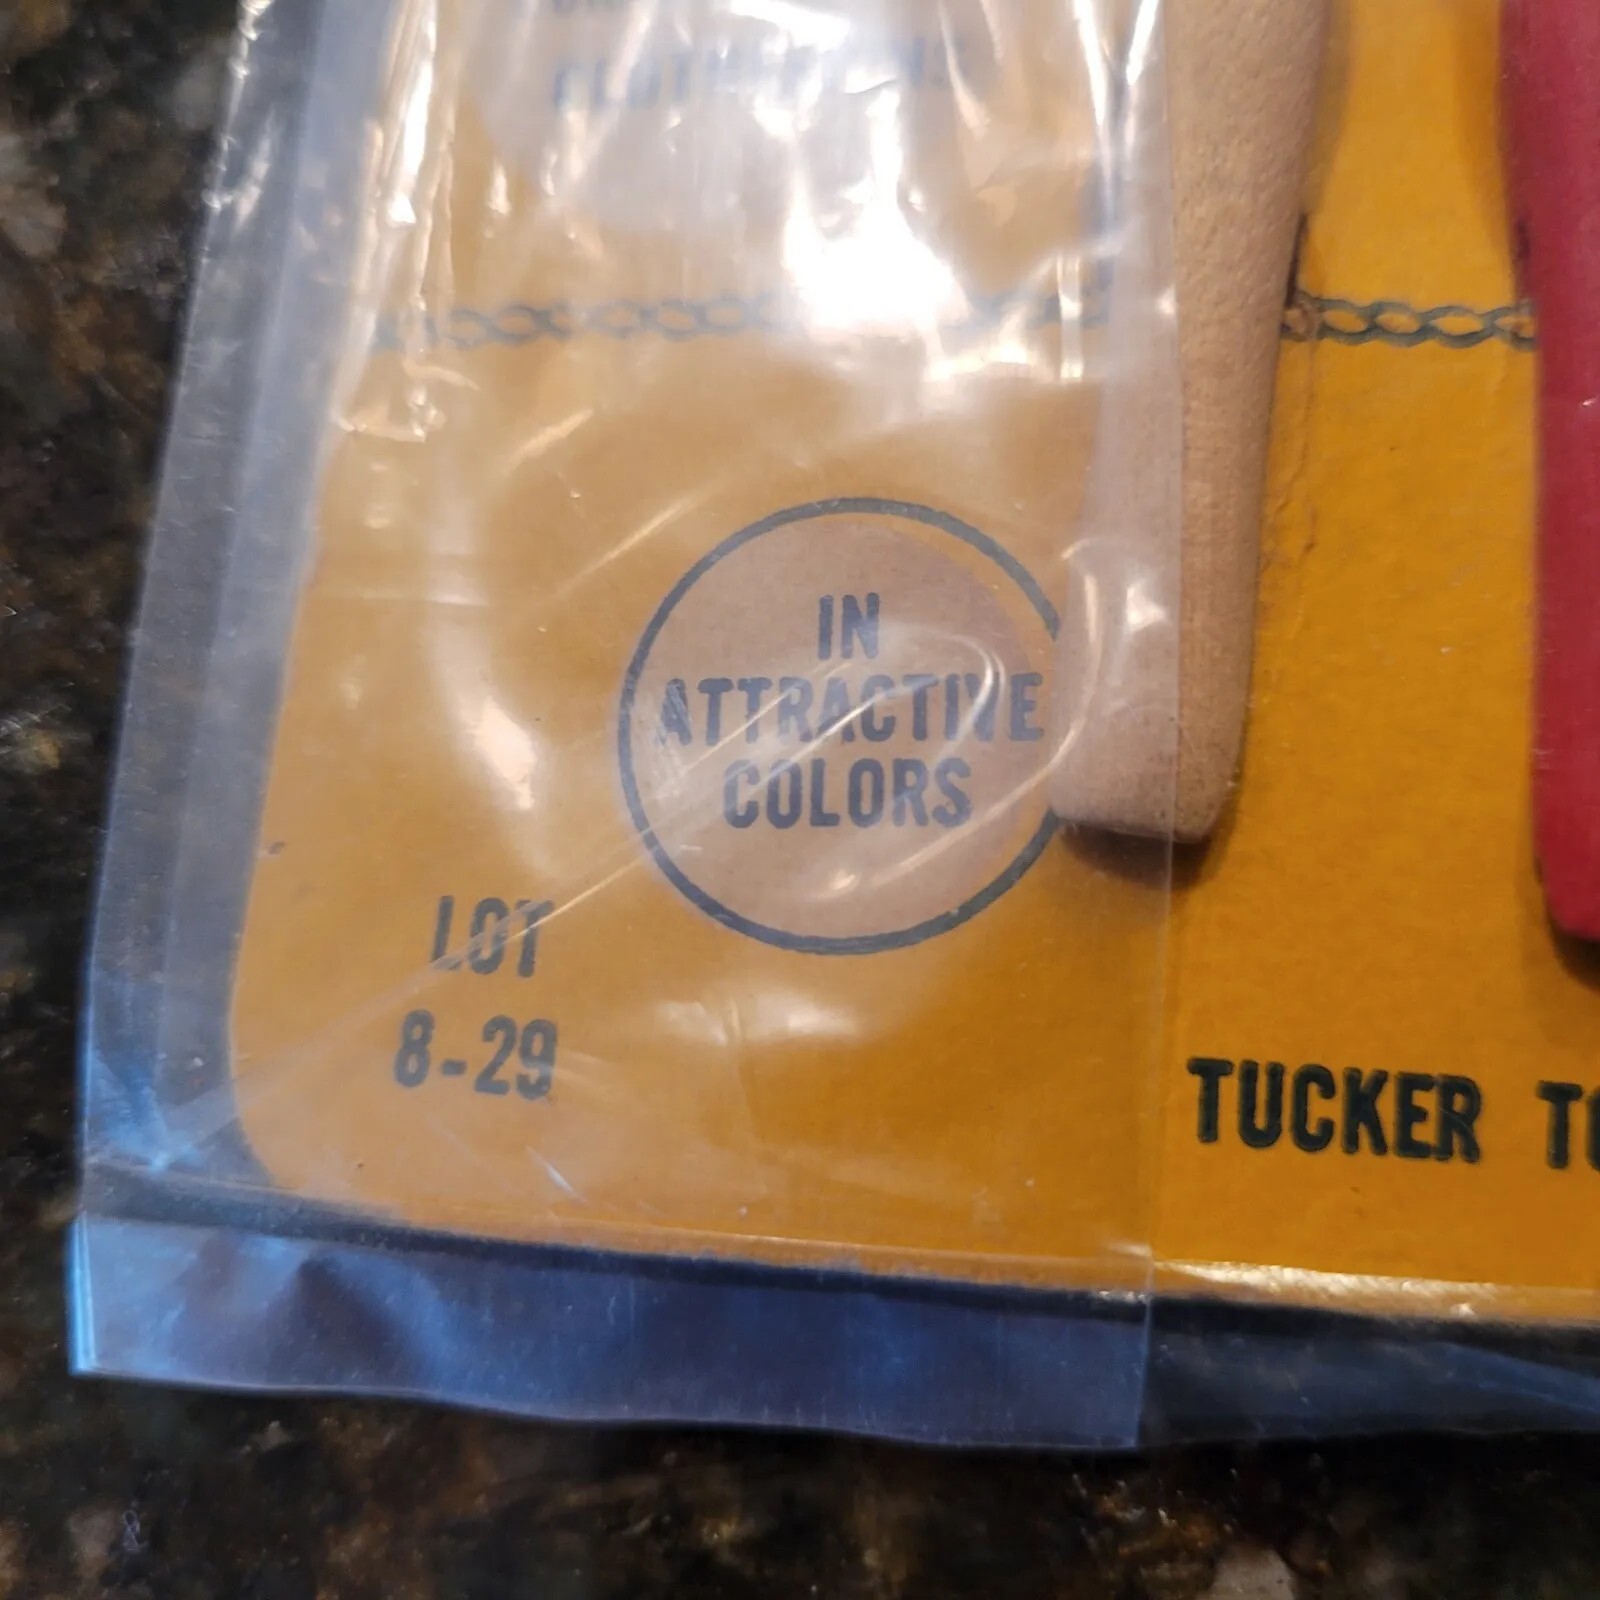 IN
ATTRACTIVE
COLORS
LOT
8-29
TUCKER